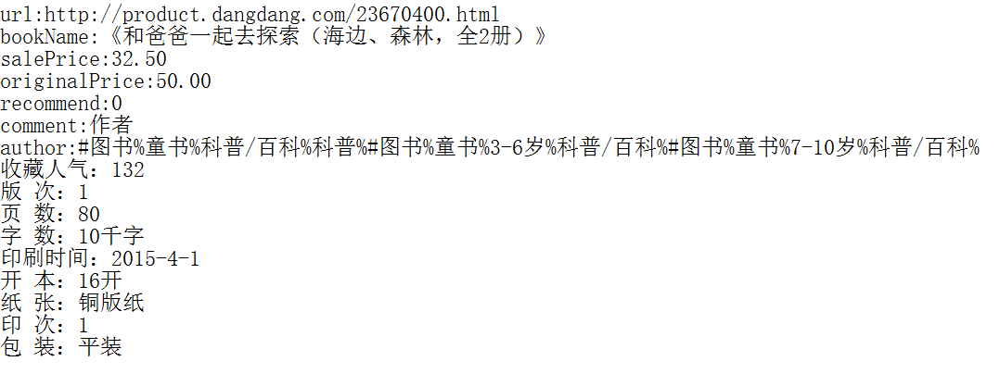 url:http://product.dangdang.com/23670400.html
bookName:《和爸爸一起去探索（海边、森林，全2册）》
salePrice:32.50
originalPrice:50.00
recommend:0
comment:作者
author:#图书%童书%科普/百科%科普%#图书%童书%3-6岁%科普/百科%#图书%童书%7-10岁%科普/百科%
收藏人气：132
版 次：1
页 数：80
字 数：10千字
印刷时间：2015-4-1
开 本：16开
纸 张：铜版纸
印 次：1
包 装：平装